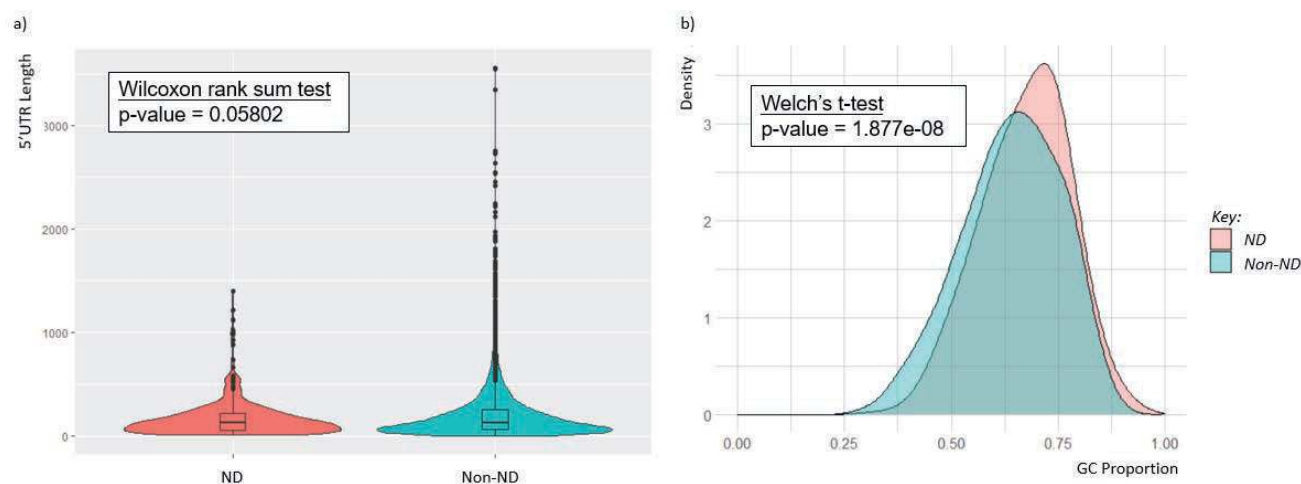 a)
5'UTR Length
Wilcoxon rank sum test
p-value = 0.05802
3000
2000
1000
0
ND
Non-ND
b)
Density
Welch's t-test
p-value = 1.877e-08
3
2
1
0
0.00
0.25
0.50
0.75
1.00
GC Proportion
Key:
ND
Non-ND